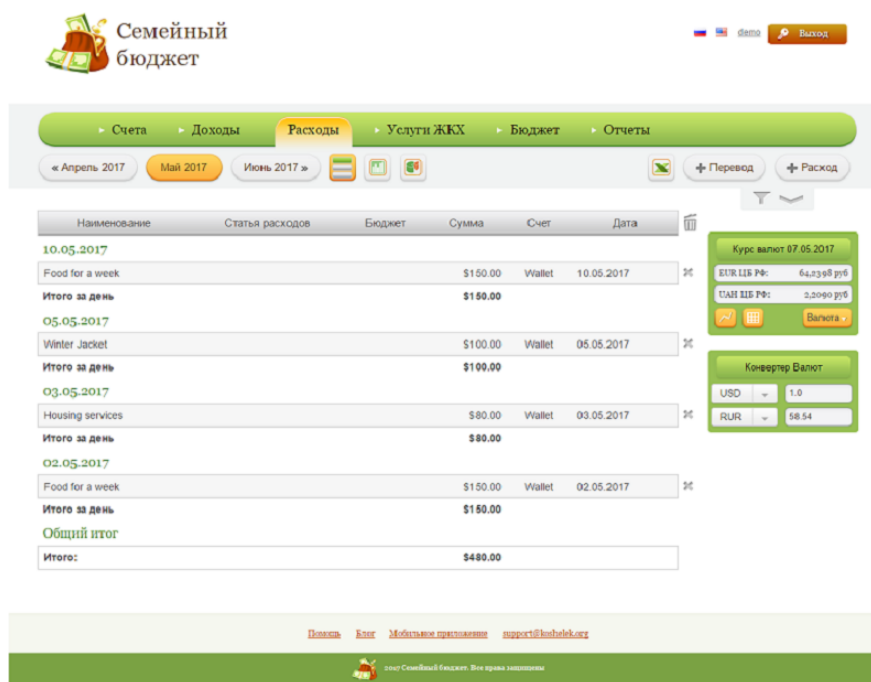 Семейный
бюджет
demo
Выход
Счета Доходы Расходы Услуги ЖКХ Бюджет Отчеты
« Апрель 2017 Май 2017 Июнь 2017 » Перевод Расход
Наименование Статья расходов Бюджет Сумма Счет Дата
10.05.2017
Food for a week $150.00 Wallet 10.05.2017
Итого за день $150.00
05.05.2017
Winter Jacket $100.00 Wallet 05.05.2017
Итого за день $100.00
03.05.2017
Housing services $80.00 Wallet 03.05.2017
Итого за день $80.00
02.05.2017
Food for a week $150.00 Wallet 02.05.2017
Итого за день $150.00
Общий итог
Итого: $480.00
Курс валют 07.05.2017
EUR ЦБ РФ: 64,2398 руб
UAH ЦБ РФ: 2,2090 руб
Валюта
Конвертер Валют
USD 1.0
RUR 58.54
Помощь Блог Мобильное приложение support@koshelek.org
2017 Семейный бюджет. Все права защищены